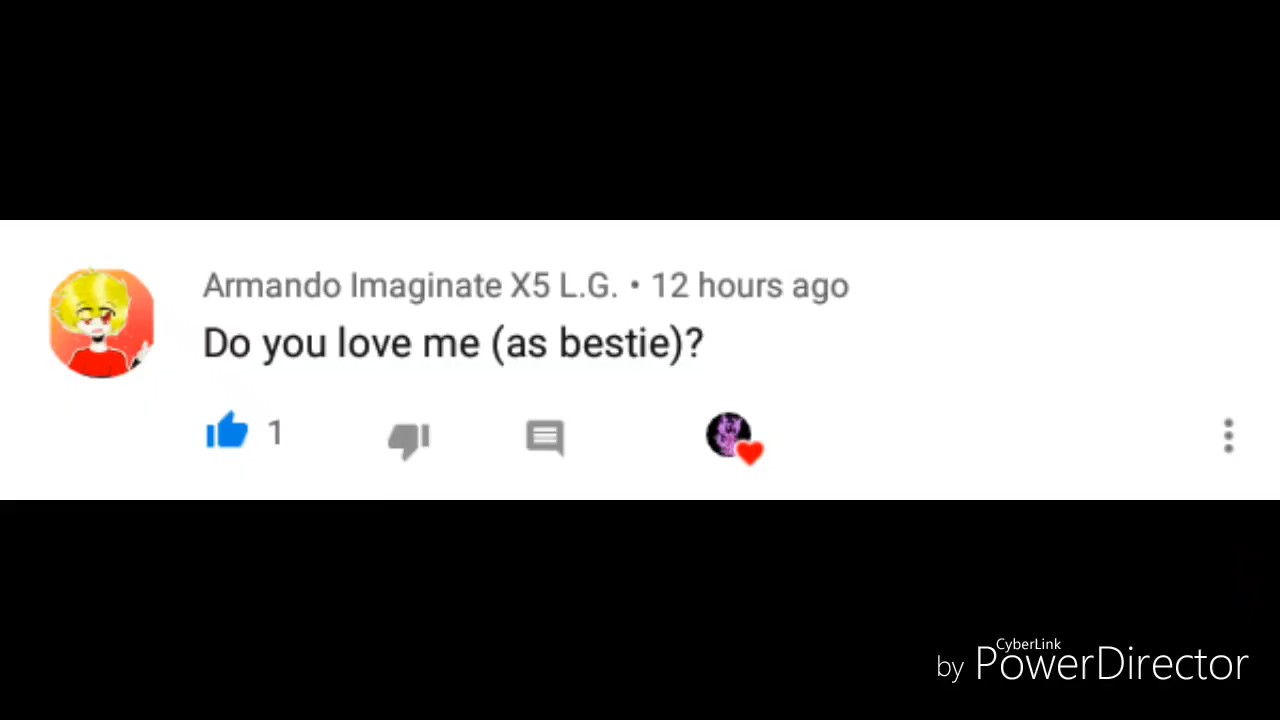 Armando Imaginate X5 L.G. • 12 hours ago
Do you love me (as bestie)?
1
CyberLink
by PowerDirector